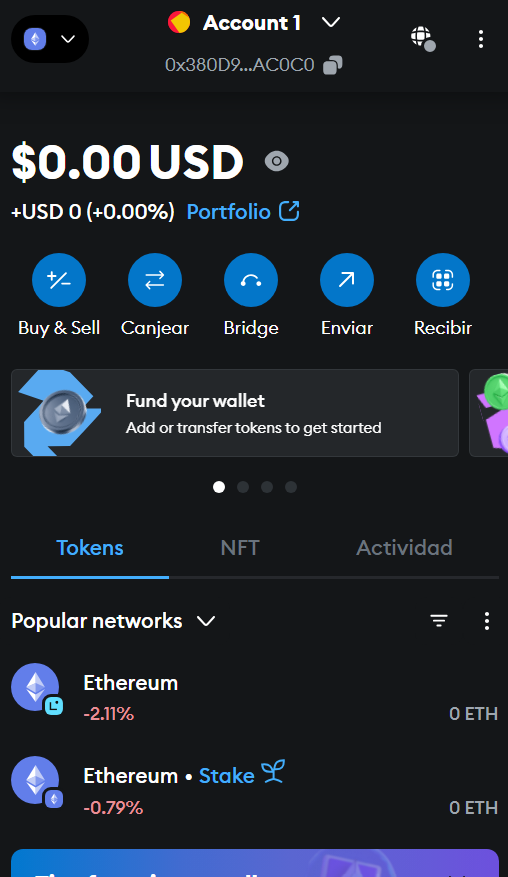 Account 1
0x380D9...AC0C0
$0.00 USD
+USD 0 (+0.00%) Portfolio
Buy & Sell Canjear Bridge Enviar Recibir
Fund your wallet
Add or transfer tokens to get started
Tokens NFT Actividad
Popular networks
Ethereum
-2.11% 0 ETH
Ethereum • Stake
-0.79% 0 ETH